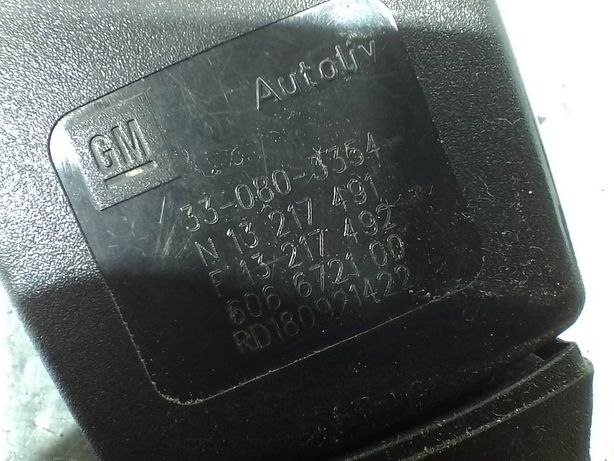 Autoliv
GM
33-080-3354
N 13 217 491
F 13 217 492
606 6721 00
RD180921422